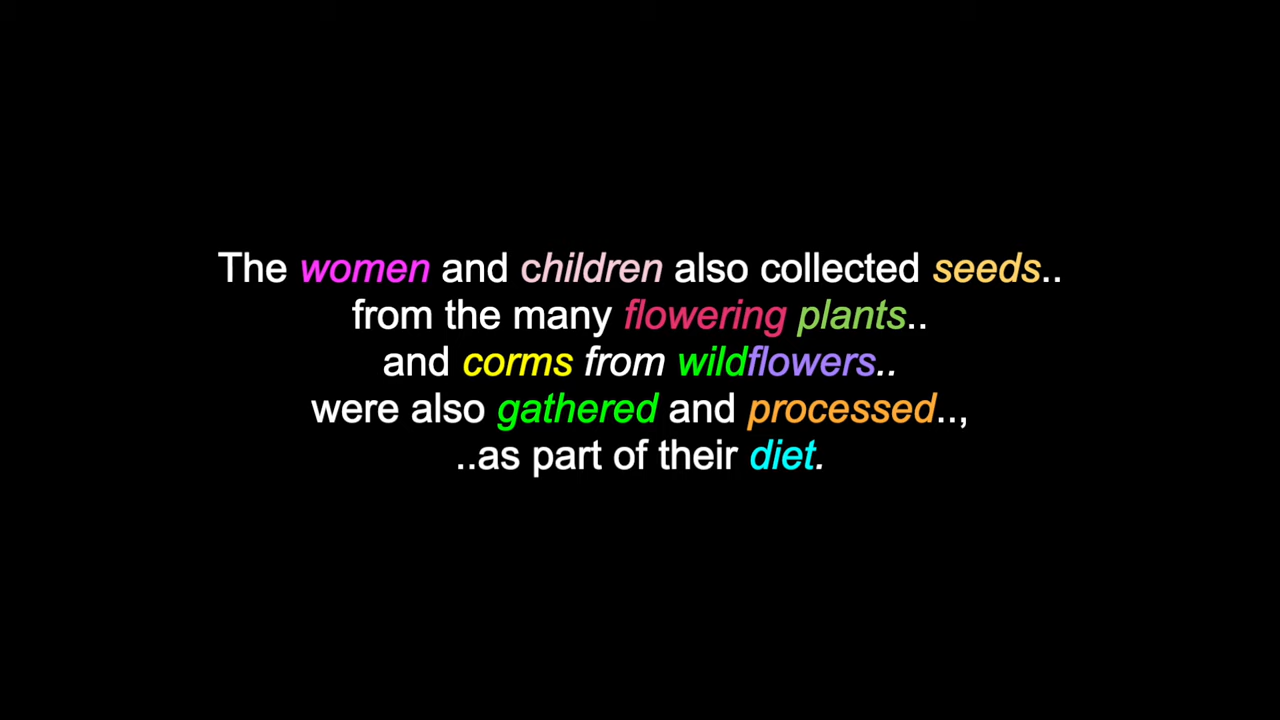 The women and children also collected seeds..
from the many flowering plants..
and corms from wildflowers..
were also gathered and processed..,
..as part of their diet.